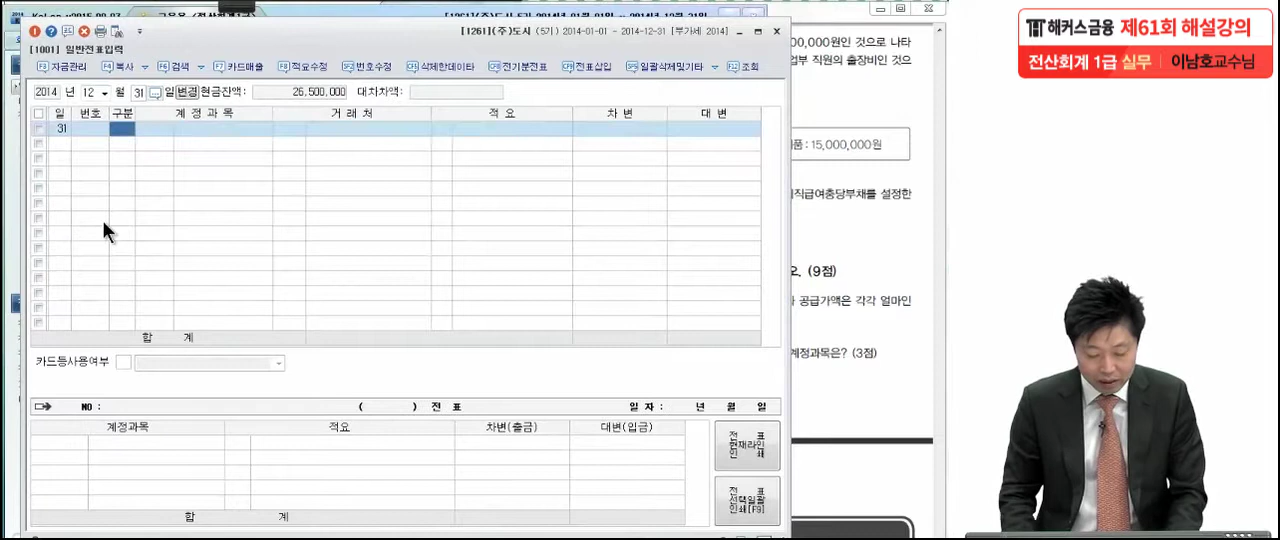 [1261](주)도시 (5기) 2014-01-01 ~ 2014-12-31 [부가세 2014]
[1001] 일반전표입력
F3 자금관리 F4 복사 F6 검색 F7 카드매출 F8 적요수정 SF2 번호수정 CF5 삭제한데이타 CF8 전기분전표 CF9 전표삽입 SF5 일괄삭제및기타 F12 조회
2014 년 12 월 31 일 변경 현금잔액: 26,500,000 대차차액:
일 번호 구분 계정과목 거래처 적요 차변 대변
31
합 계
카드등사용여부
NO : ( ) 전 표 일 자 : 년 월 일
계정과목 적요 차변(출금) 대변(입금)
전 표
현재라인
인 쇄
전 표
선택일괄
인쇄[F9]
합 계
00,000원인 것으로 나타
업부 직원의 출장비인 것으
품 : 15,000,000원
직급여충당부채를 설정한
요. (9점)
공급가액은 각각 얼마인
계정과목은? (3점)
해커스금융 제61회 해설강의
전산회계 1급 실무 이남호교수님